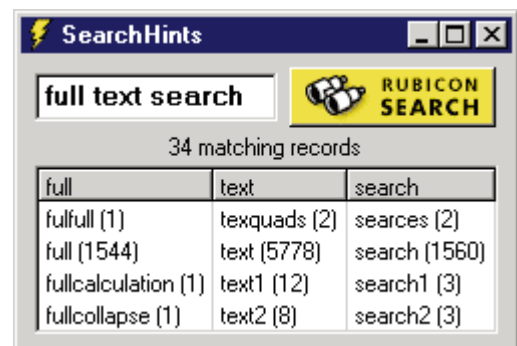 SearchHints
full text search
RUBICON
SEARCH
34 matching records
full text search
fulfull (1) texquads (2) searces (2)
full (1544) text (5778) search (1560)
fullcalculation (1) text1 (12) search1 (3)
fullcollapse (1) text2 (8) search2 (3)